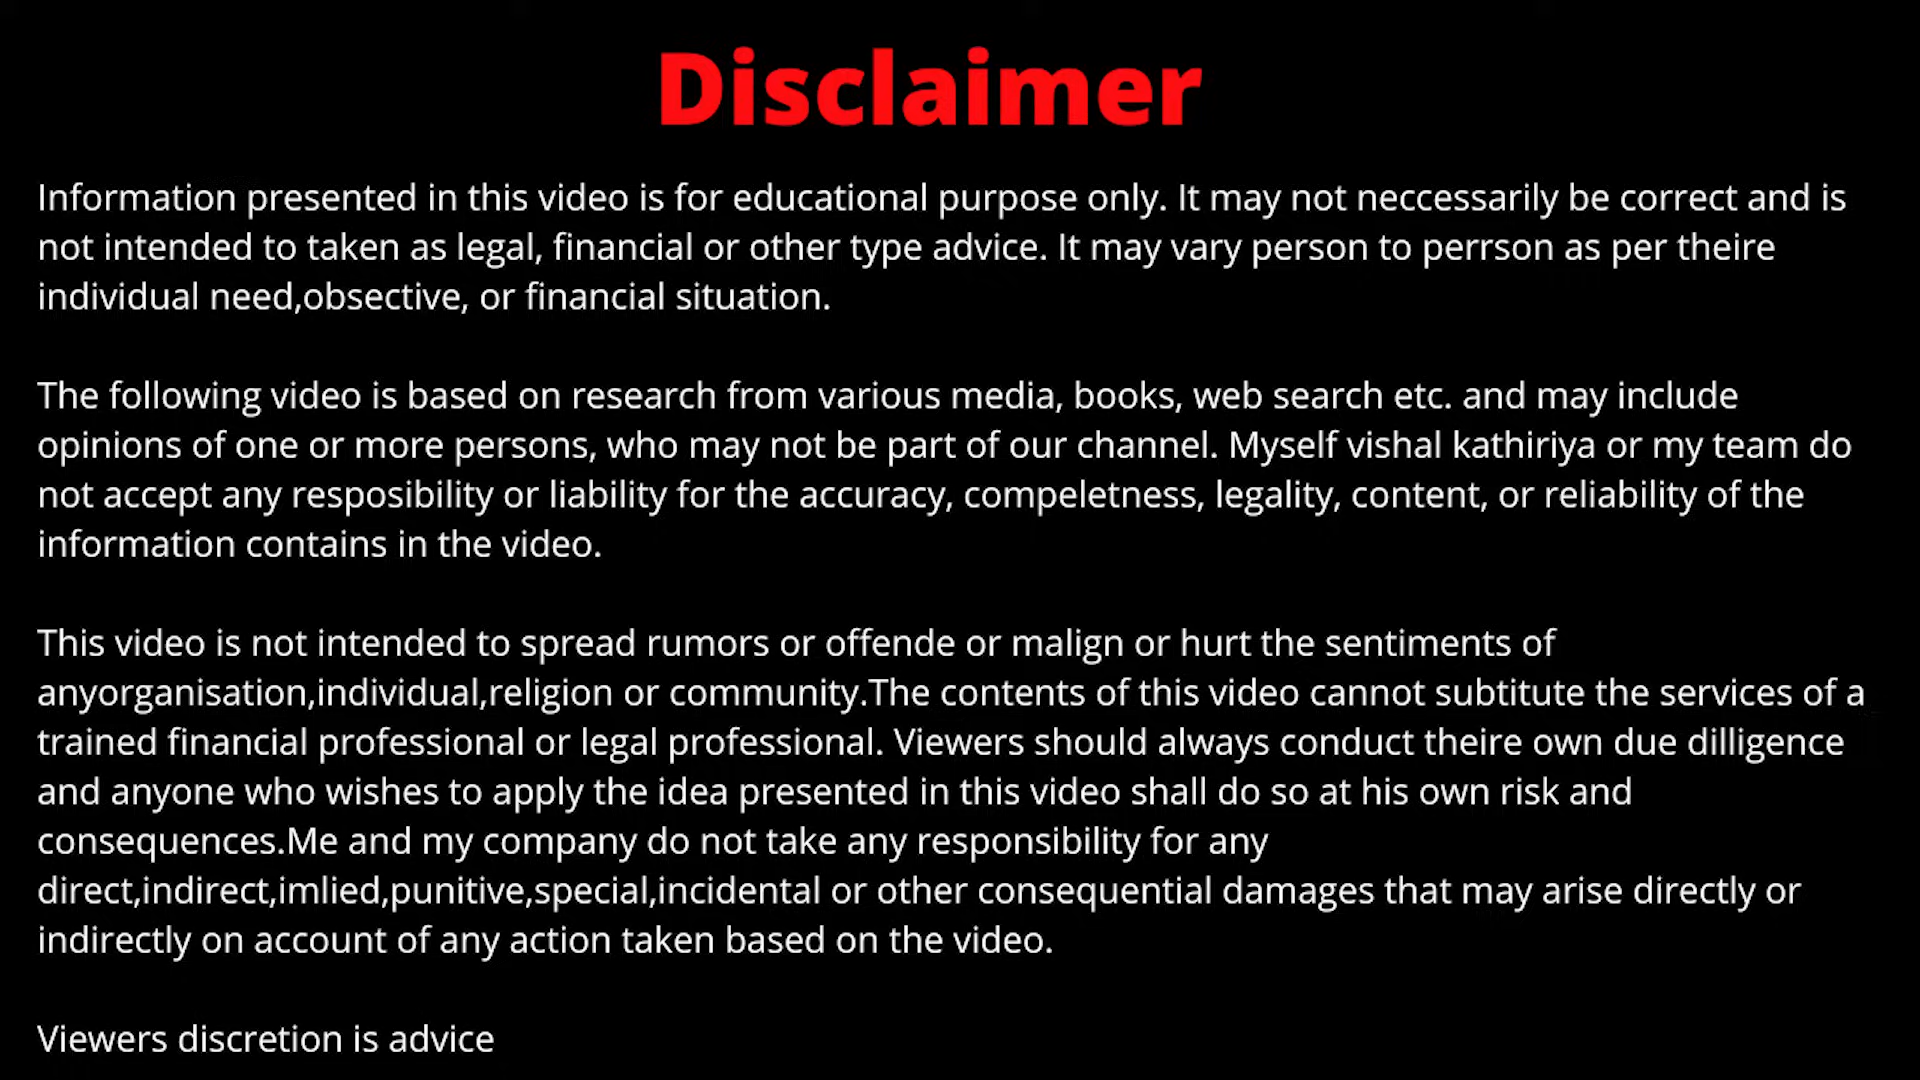 Disclaimer
Information presented in this video is for educational purpose only. It may not neccessarily be correct and is
not intended to taken as legal, financial or other type advice. It may vary person to perrson as per theire
individual need,obsective, or financial situation.
The following video is based on research from various media, books, web search etc. and may include
opinions of one or more persons, who may not be part of our channel. Myself vishal kathiriya or my team do
not accept any resposibility or liability for the accuracy, compeletness, legality, content, or reliability of the
information contains in the video.
This video is not intended to spread rumors or offende or malign or hurt the sentiments of
anyorganisation,individual,religion or community.The contents of this video cannot subtitute the services of a
trained financial professional or legal professional. Viewers should always conduct theire own due dilligence
and anyone who wishes to apply the idea presented in this video shall do so at his own risk and
consequences.Me and my company do not take any responsibility for any
direct,indirect,imlied,punitive,special,incidental or other consequential damages that may arise directly or
indirectly on account of any action taken based on the video.
Viewers discretion is advice